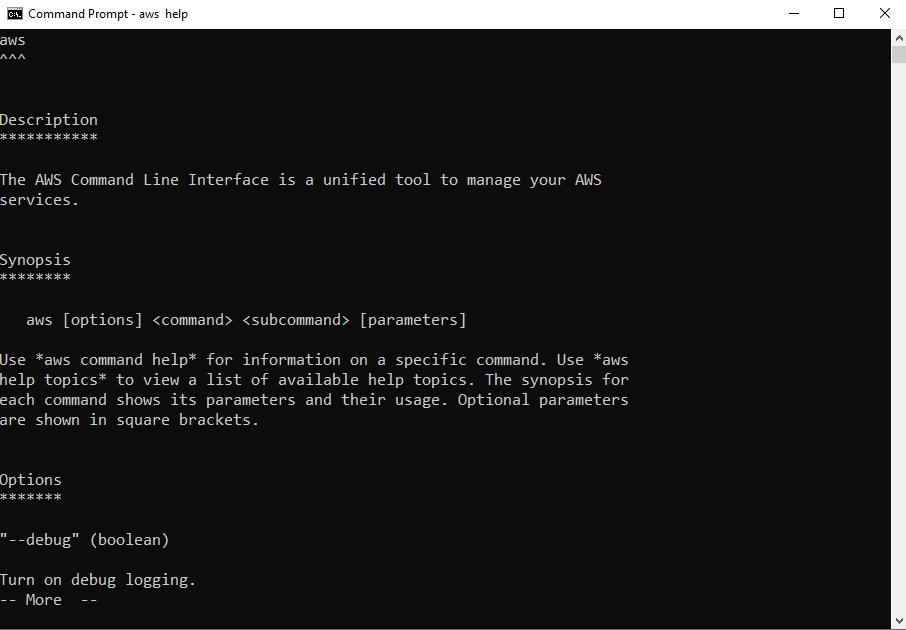 Command Prompt - aws  help
aws
^^^
Description
***********
The AWS Command Line Interface is a unified tool to manage your AWS
services.
Synopsis
********
aws [options] <command> <subcommand> [parameters]
Use *aws command help* for information on a specific command. Use *aws
help topics* to view a list of available help topics. The synopsis for
each command shows its parameters and their usage. Optional parameters
are shown in square brackets.
Options
*******
"--debug" (boolean)
Turn on debug logging.
-- More  --